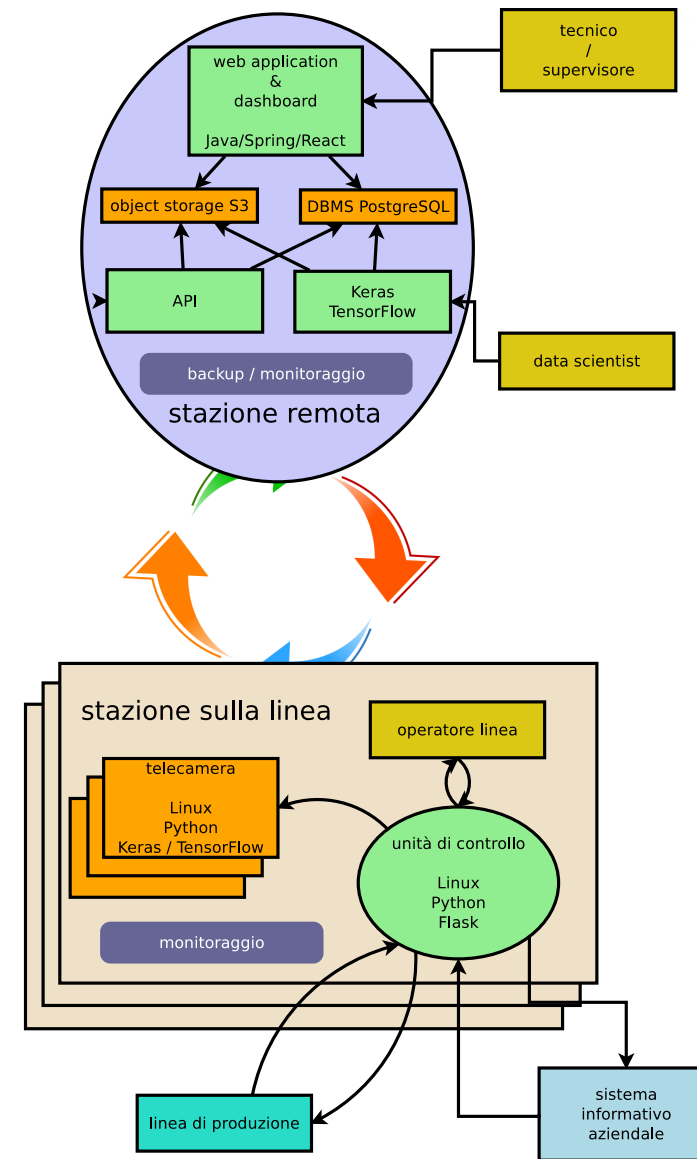 web application
&
dashboard
Java/Spring/React
tecnico
/
supervisore
object storage S3
DBMS PostgreSQL
API
Keras
TensorFlow
data scientist
backup / monitoraggio
stazione remota
stazione sulla linea
operatore linea
telecamera
Linux
Python
Keras / TensorFlow
unità di controllo
Linux
Python
Flask
monitoraggio
linea di produzione
sistema
informativo
aziendale